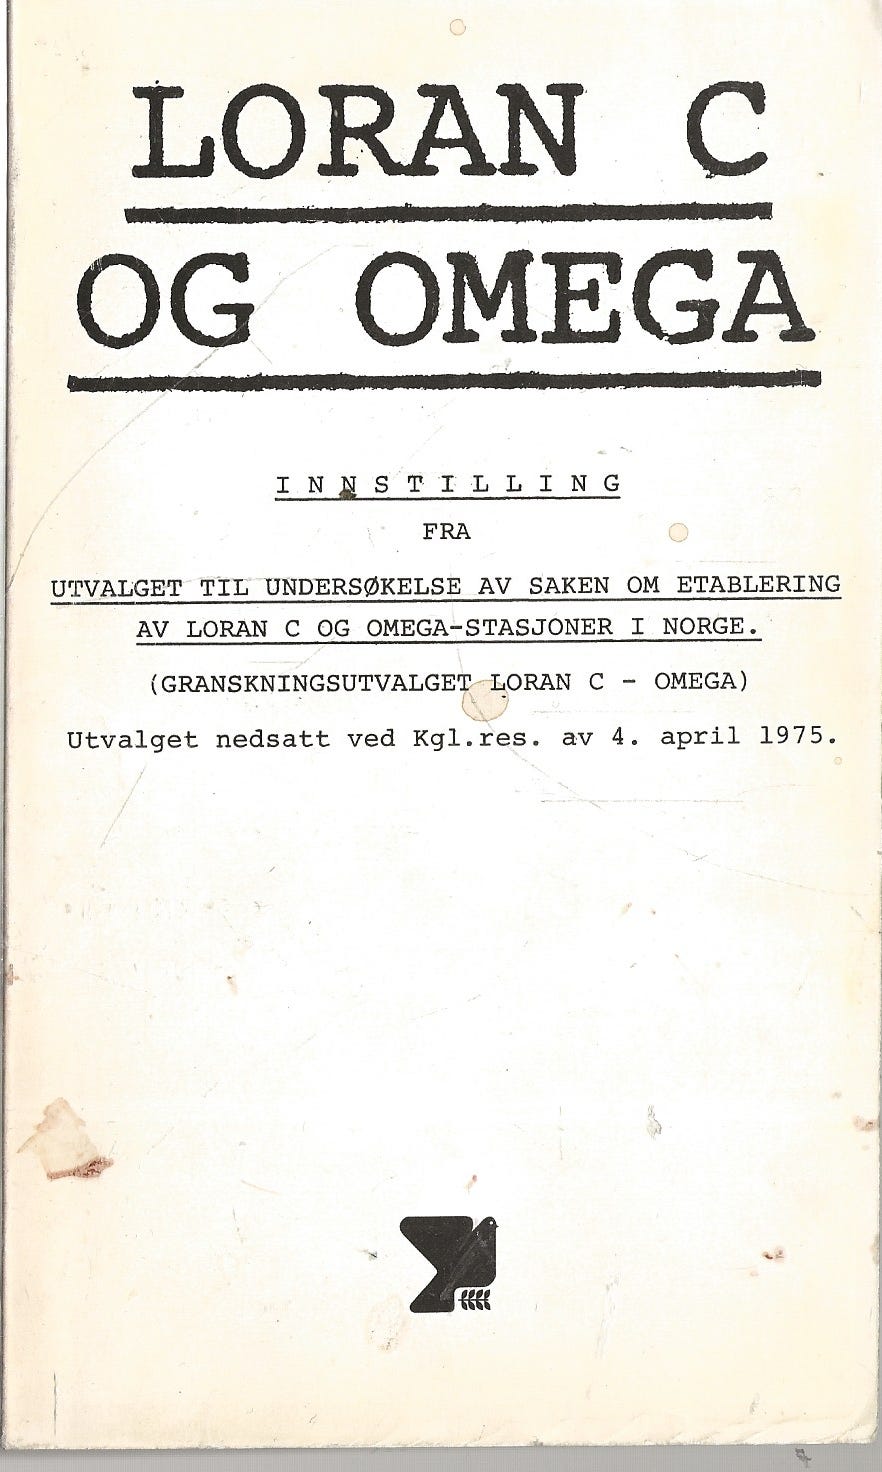 LORAN C
OG OMEGA
INNSTILLING
FRA
UTVALGET TIL UNDERSØKELSE AV SAKEN OM ETABLERING
AV LORAN C OG OMEGA-STASJONER I NORGE.
(GRANSKNINGSUTVALGET LORAN C - OMEGA)
Utvalget nedsatt ved Kgl.res. av 4. april 1975.